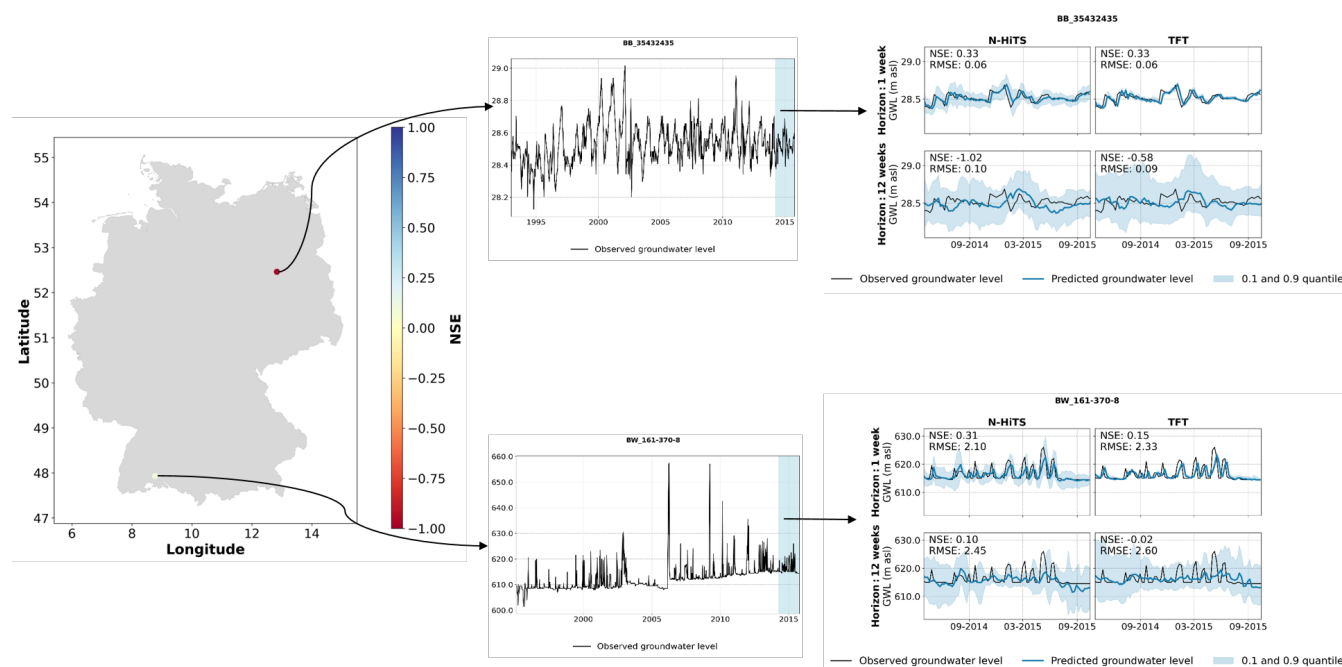 BB_35432435
29.0
28.8
28.6
28.4
28.2
1995
2000
2005
2010
2015
Observed groundwater level
BB_35432435
N-HiTS
TFT
Horizon: 1 week
GWL (m asl)
29.0
28.5
NSE: 0.33
RMSE: 0.06
NSE: 0.33
RMSE: 0.06
Horizon: 12 weeks
GWL (m asl)
29.0
28.5
NSE: -1.02
RMSE: 0.10
NSE: -0.58
RMSE: 0.09
09-2014
03-2015
09-2015
09-2014
03-2015
09-2015
Observed groundwater level
Predicted groundwater level
0.1 and 0.9 quantile
Latitude
55
54
53
52
51
50
49
48
47
6
8
10
12
14
Longitude
1.00
0.75
0.50
0.25
0.00
−0.25
−0.50
−0.75
−1.00
NSE
BW_161-370-8
660.0
650.0
640.0
630.0
620.0
610.0
600.0
2000
2005
2010
2015
Observed groundwater level
BW_161-370-8
N-HiTS
TFT
Horizon: 1 week
GWL (m asl)
630.0
620.0
610.0
NSE: 0.31
RMSE: 2.10
NSE: 0.15
RMSE: 2.33
Horizon: 12 weeks
GWL (m asl)
630.0
620.0
610.0
NSE: 0.10
RMSE: 2.45
NSE: -0.02
RMSE: 2.60
09-2014
03-2015
09-2015
09-2014
03-2015
09-2015
Observed groundwater level
Predicted groundwater level
0.1 and 0.9 quantile